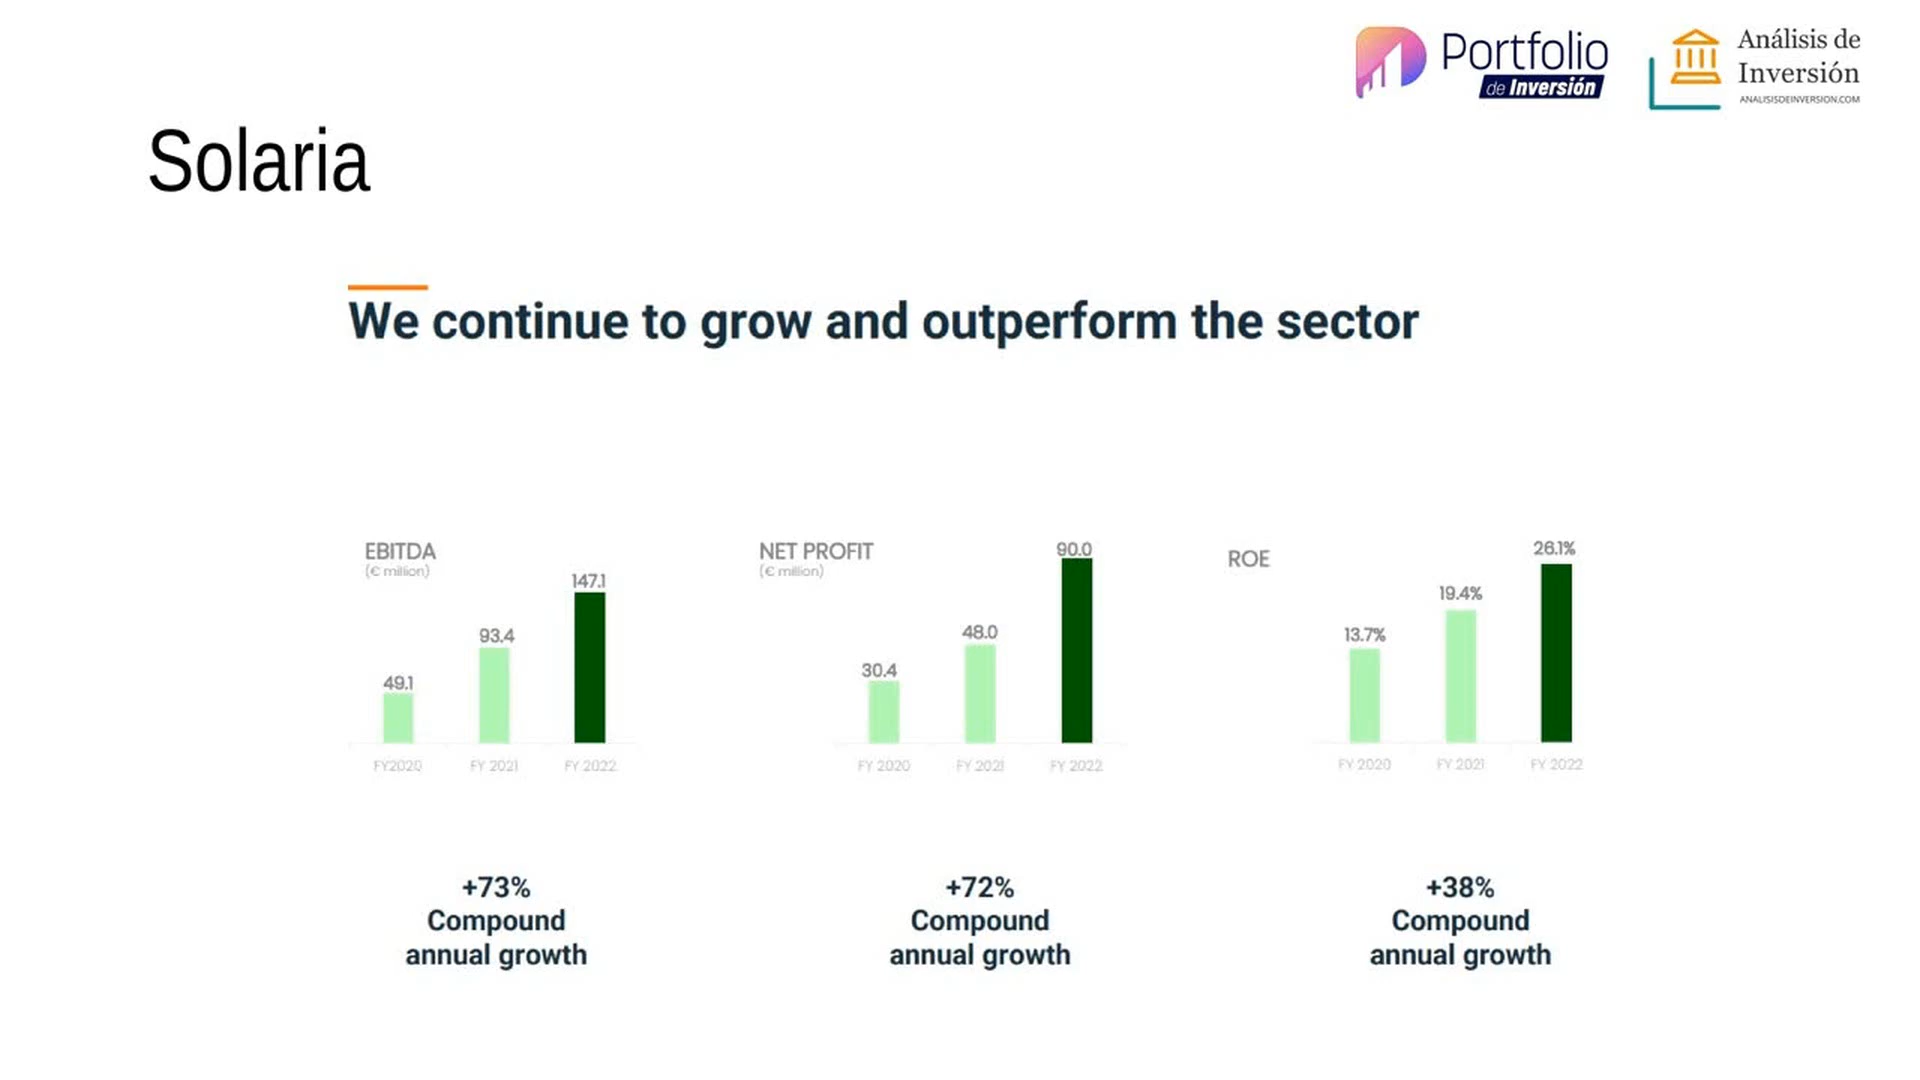 Portfolio
de Inversión
Análisis de
Inversión
ANALISISDEINVERSION.COM
Solaria
We continue to grow and outperform the sector
EBITDA
(€ million)
49.1
93.4
147.1
FY2020
FY 2021
FY 2022
NET PROFIT
(€ million)
30.4
48.0
90.0
FY 2020
FY 2021
FY 2022
ROE
13.7%
19.4%
26.1%
FY 2020
FY 2021
FY 2022
+73%
Compound
annual growth
+72%
Compound
annual growth
+38%
Compound
annual growth